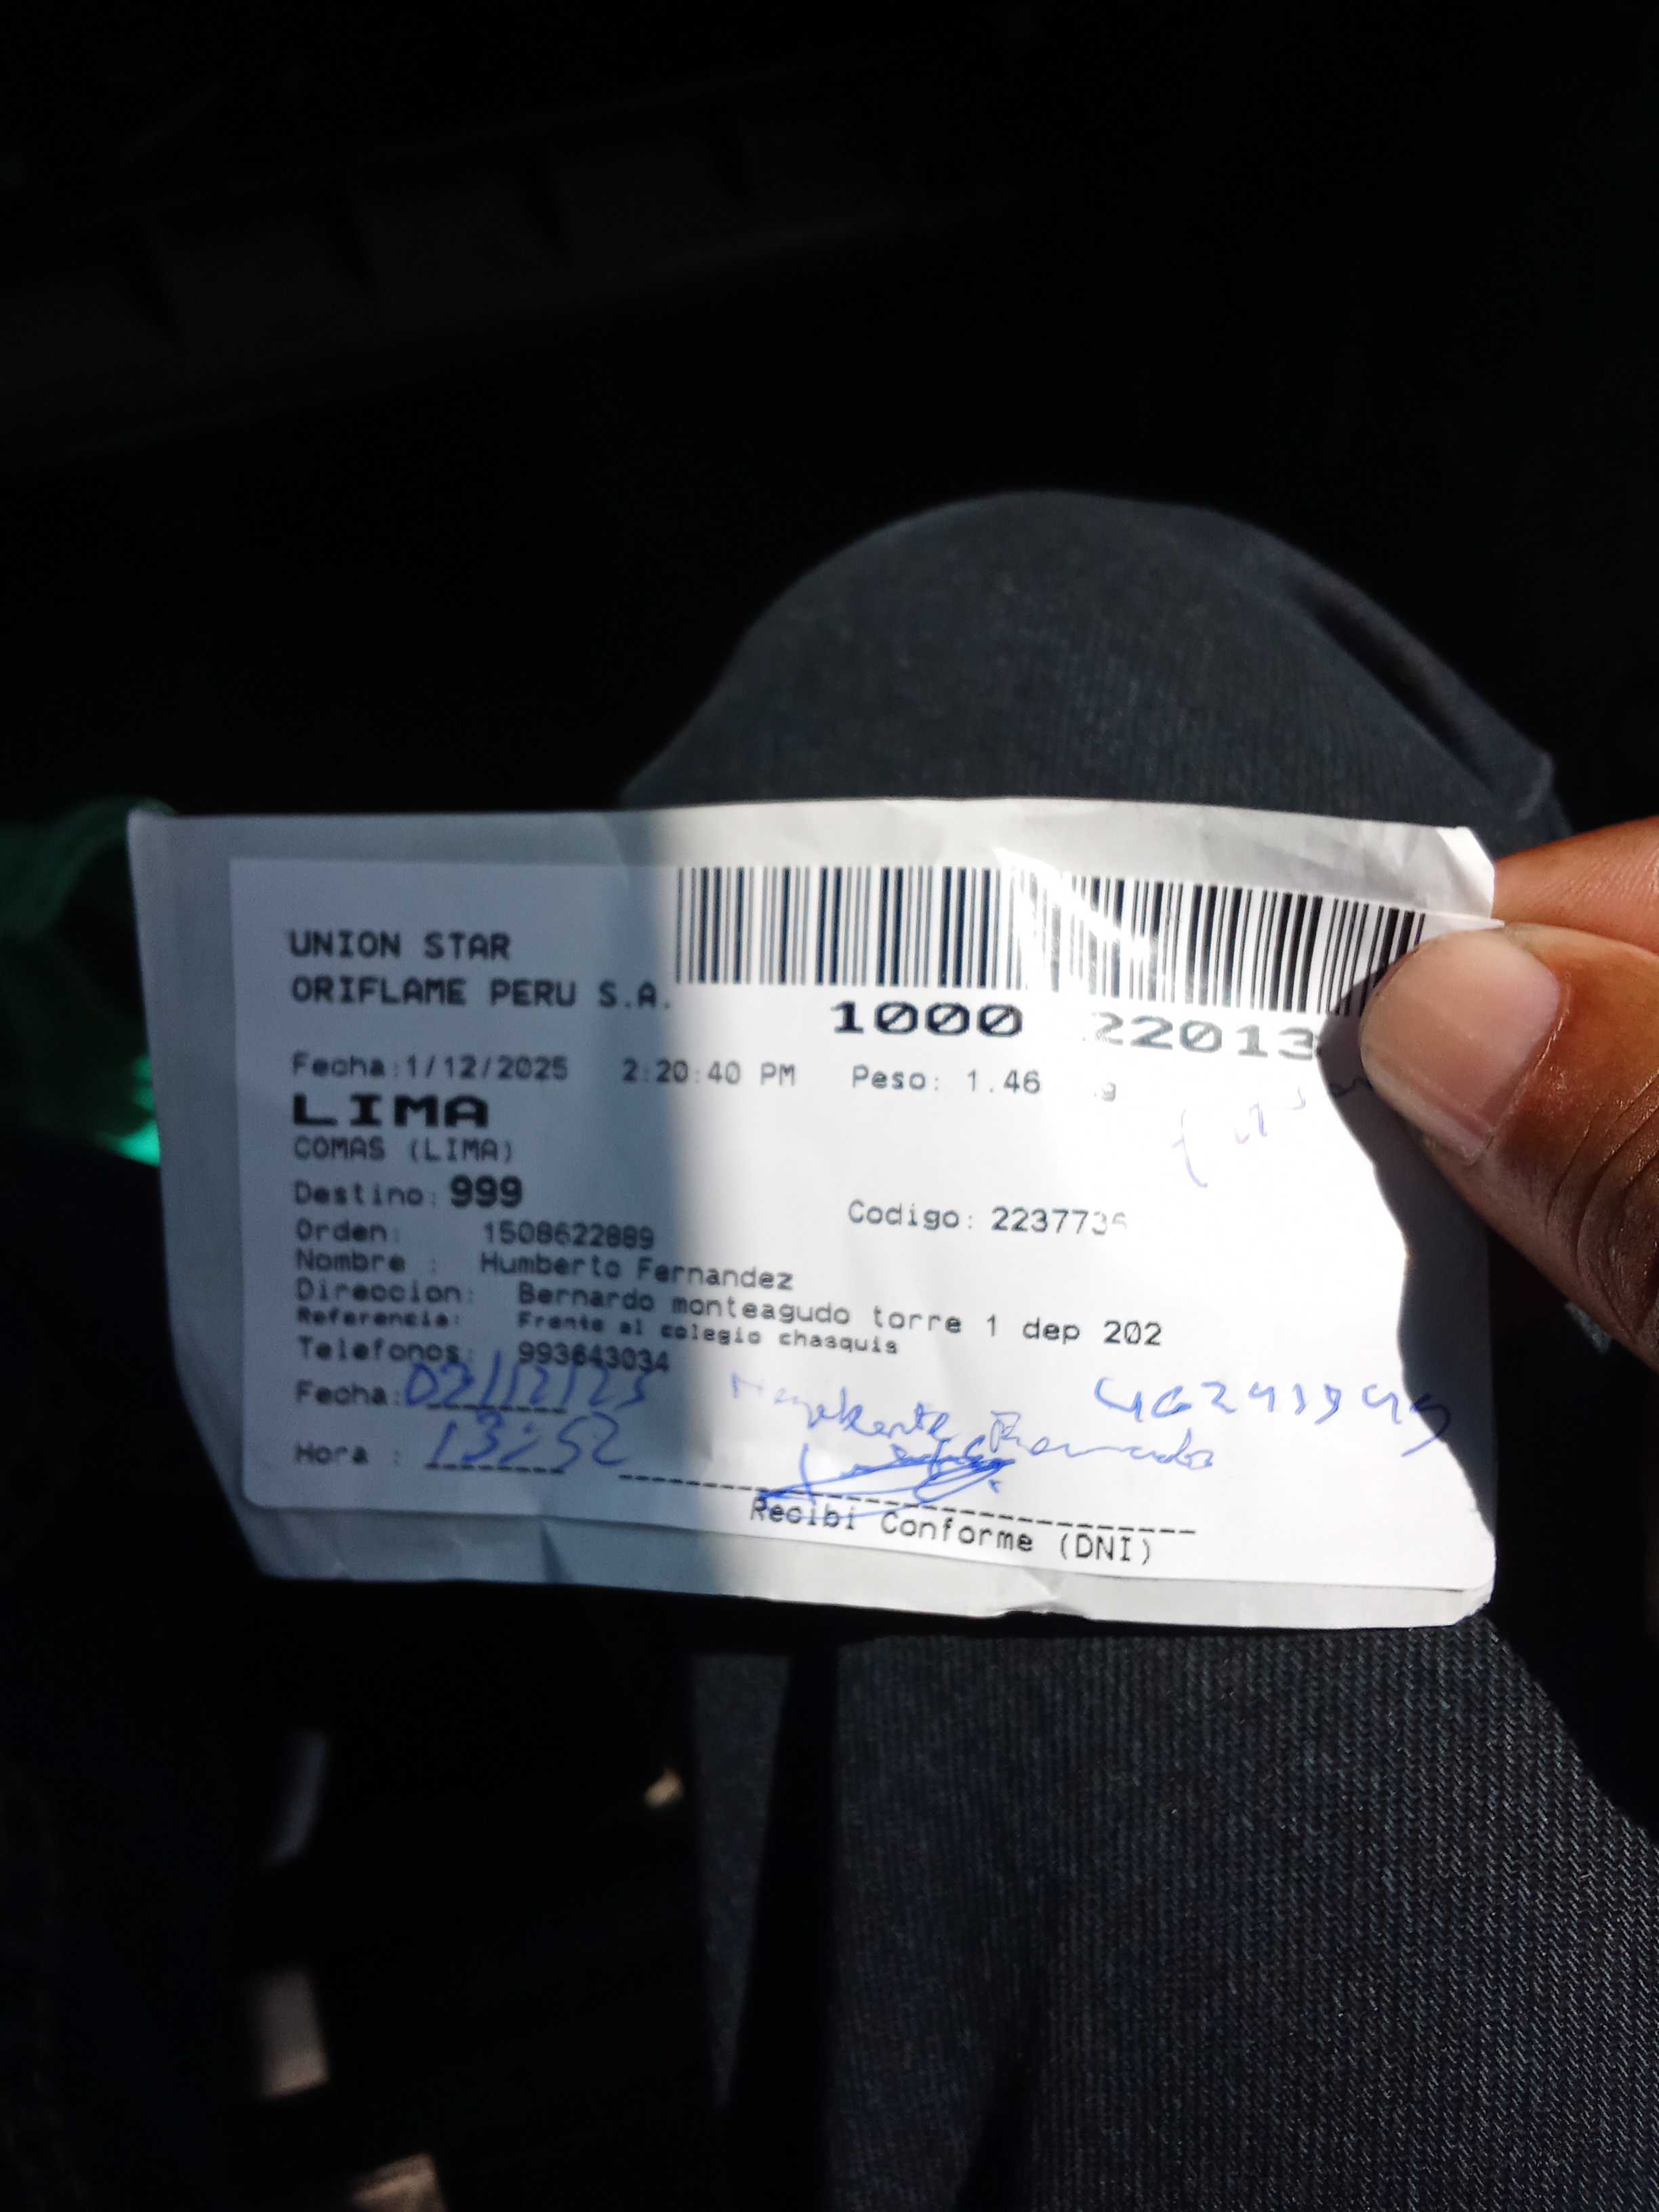 UNION STAR
ORIFLAME PERU S.A.
1000 22013
Fecha:1/12/2025 2:20:40 PM Peso: 1.46
LIMA
COMAS (LIMA)
Destino: 999
Orden: 1508622889 Codigo: 2237736
Nombre : Humberto Fernandez
Direccion: Bernardo monteagudo torre 1 dep 202
Referencia: Frente al colegio chasquis
Telefonos: 993643034
Fecha: 02/12/25
Hora : 13:52
Recibi Conforme (DNI)